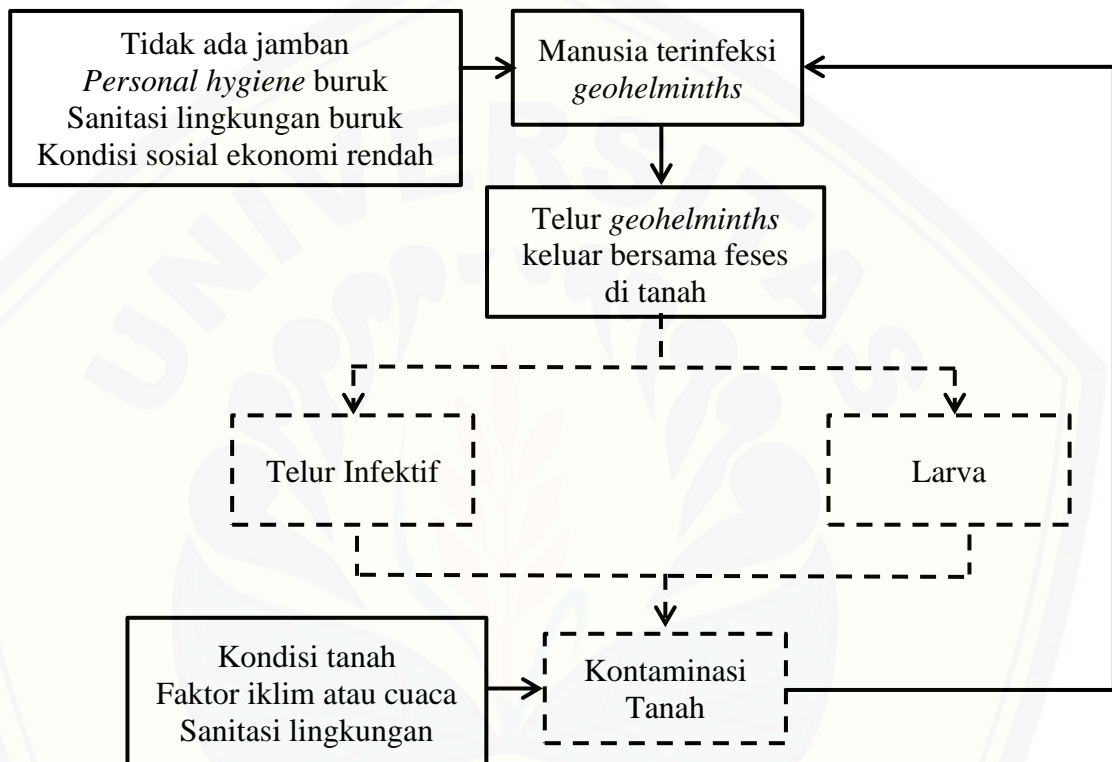 Tidak ada jamban
Personal hygiene buruk
Sanitasi lingkungan buruk
Kondisi sosial ekonomi rendah
Manusia terinfeksi
geohelminths
Telur geohelminths
keluar bersama feses
di tanah
Telur Infektif
Larva
Kondisi tanah
Faktor iklim atau cuaca
Sanitasi lingkungan
Kontaminasi
Tanah
UNIVERSITAS